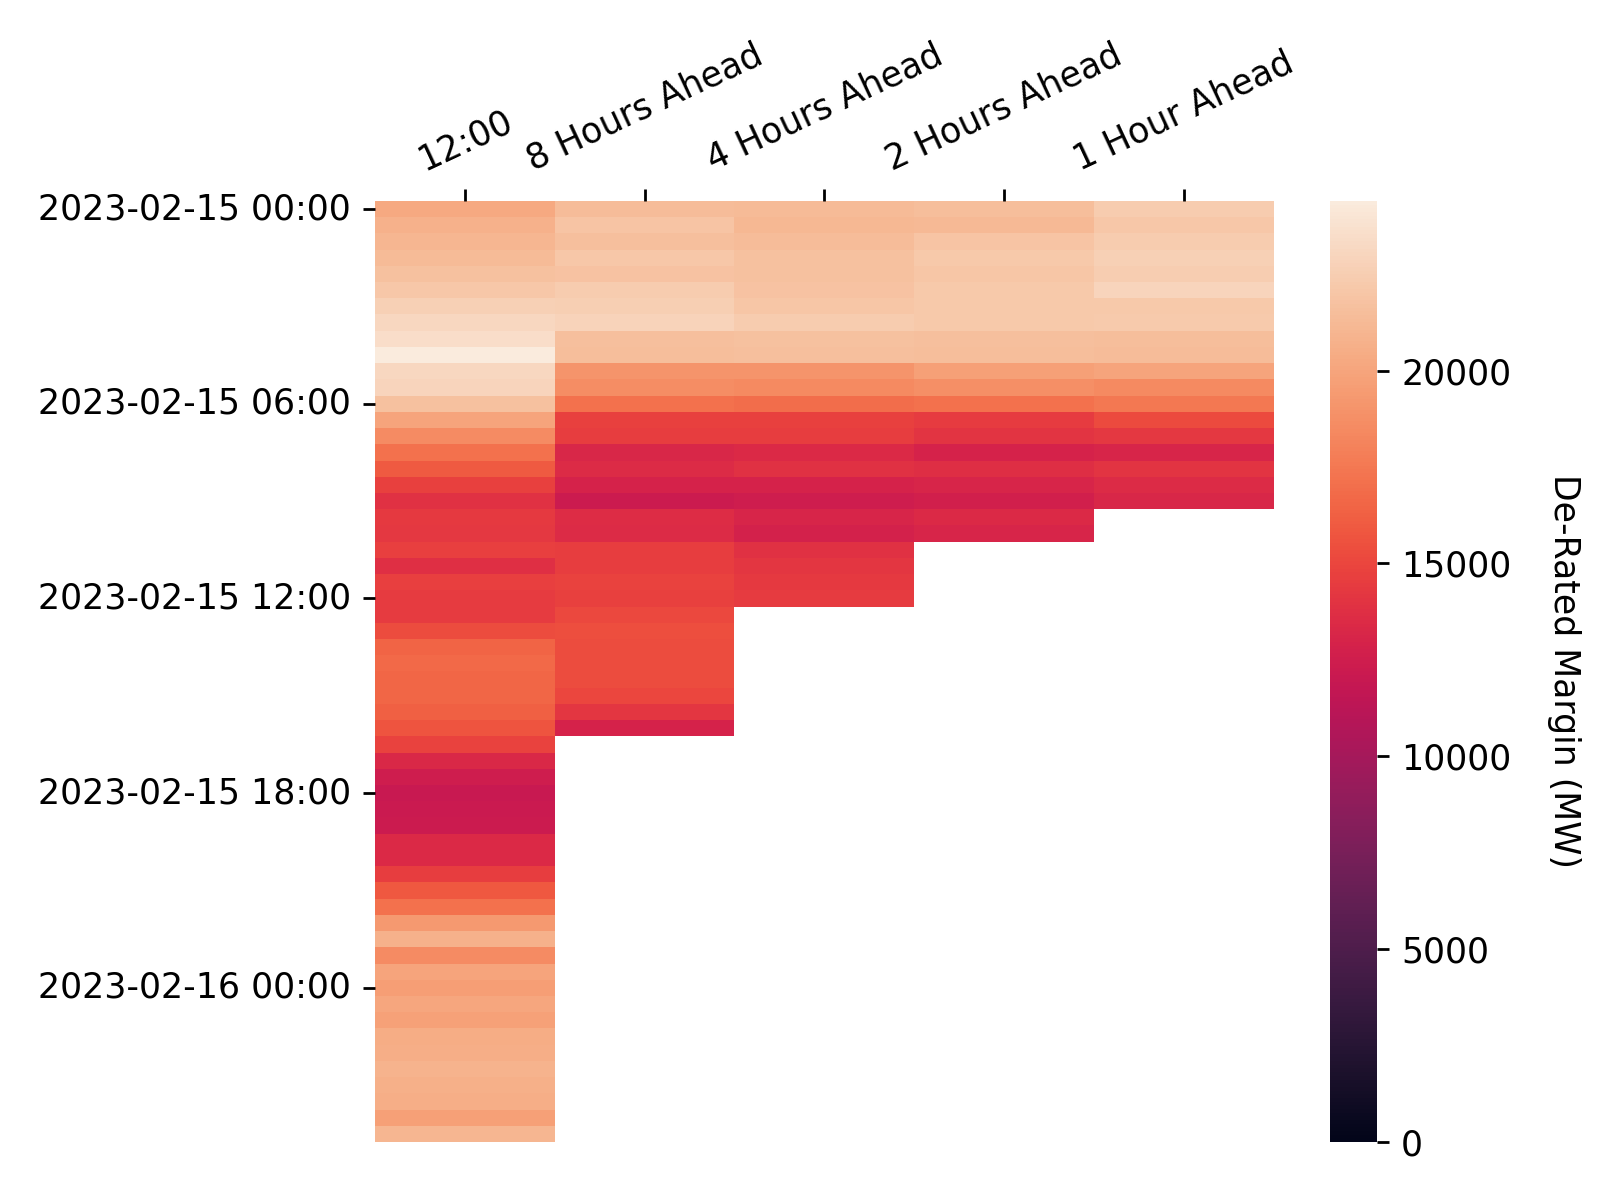 12:00
8 Hours Ahead
4 Hours Ahead
2 Hours Ahead
1 Hour Ahead
2023-02-15 00:00
2023-02-15 06:00
2023-02-15 12:00
2023-02-15 18:00
2023-02-16 00:00
20000
15000
10000
5000
0
De-Rated Margin (MW)